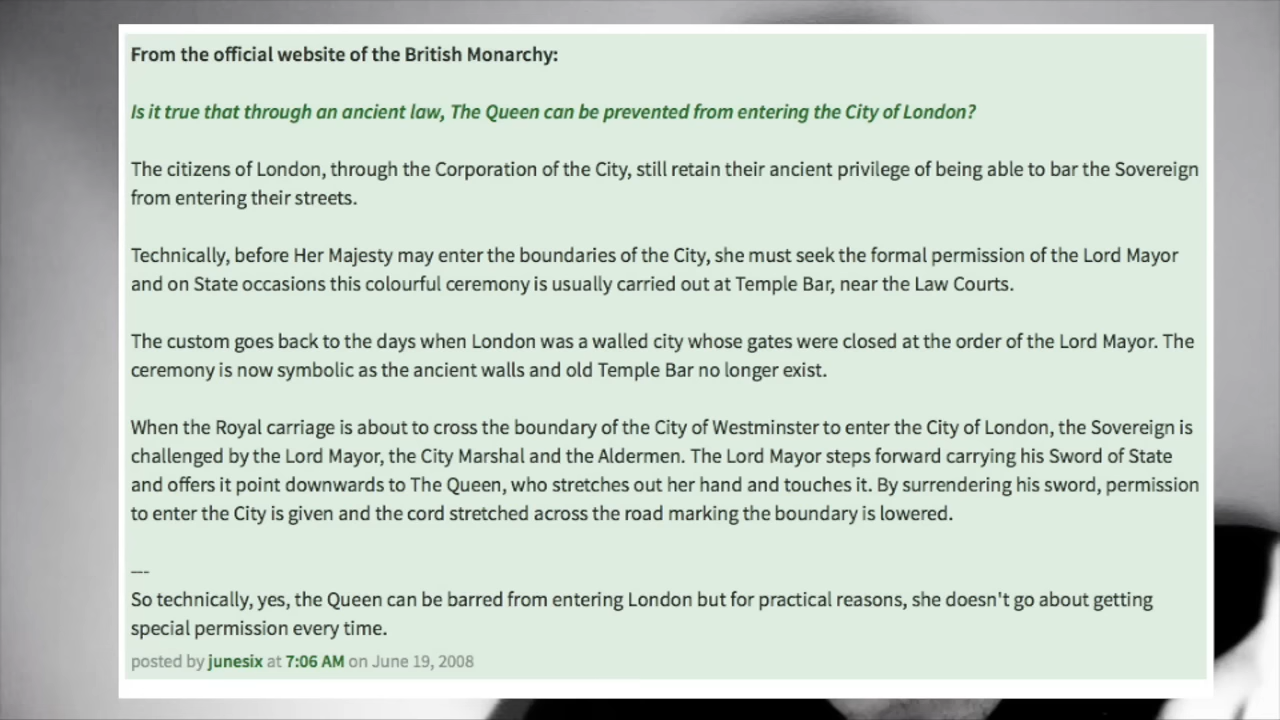 From the official website of the British Monarchy:
Is it true that through an ancient law, The Queen can be prevented from entering the City of London?
The citizens of London, through the Corporation of the City, still retain their ancient privilege of being able to bar the Sovereign
from entering their streets.
Technically, before Her Majesty may enter the boundaries of the City, she must seek the formal permission of the Lord Mayor
and on State occasions this colourful ceremony is usually carried out at Temple Bar, near the Law Courts.
The custom goes back to the days when London was a walled city whose gates were closed at the order of the Lord Mayor. The
ceremony is now symbolic as the ancient walls and old Temple Bar no longer exist.
When the Royal carriage is about to cross the boundary of the City of Westminster to enter the City of London, the Sovereign is
challenged by the Lord Mayor, the City Marshal and the Aldermen. The Lord Mayor steps forward carrying his Sword of State
and offers it point downwards to The Queen, who stretches out her hand and touches it. By surrendering his sword, permission
to enter the City is given and the cord stretched across the road marking the boundary is lowered.
---
So technically, yes, the Queen can be barred from entering London but for practical reasons, she doesn't go about getting
special permission every time.
posted by junesix at 7:06 AM on June 19, 2008